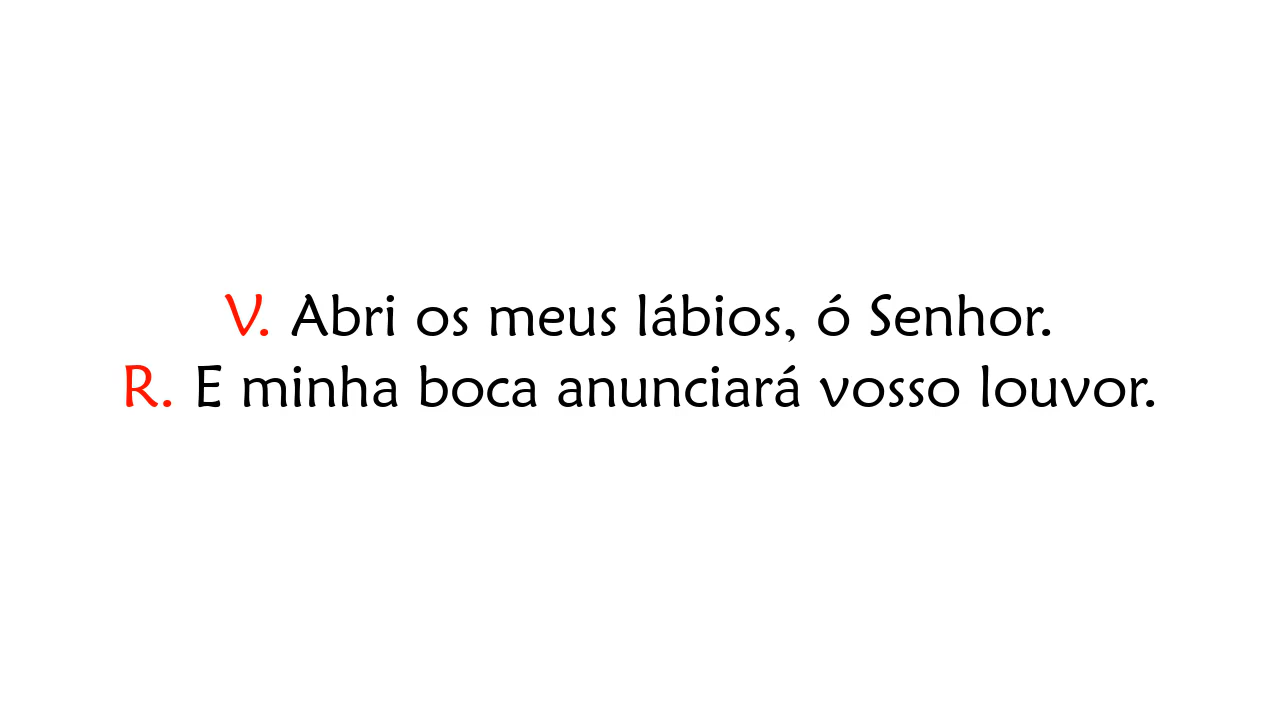 V. Abri os meus lábios, ó Senhor.
R. E minha boca anunciará vosso louvor.